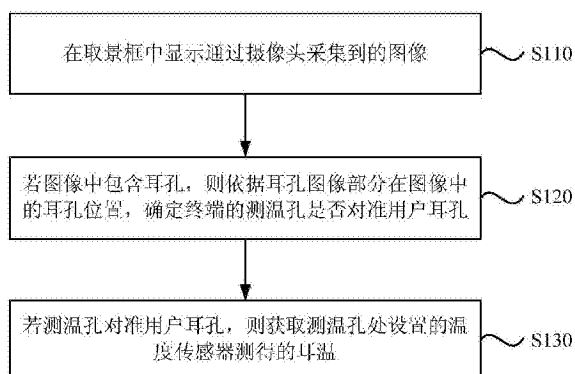 在取景框中显示通过摄像头采集到的图像
S110
若图像中包含耳孔，则依据耳孔图像部分在图像中
的耳孔位置，确定终端的测温孔是否对准用户耳孔
S120
若测温孔对准用户耳孔，则获取测温孔处设置的温
度传感器测得的耳温
S130